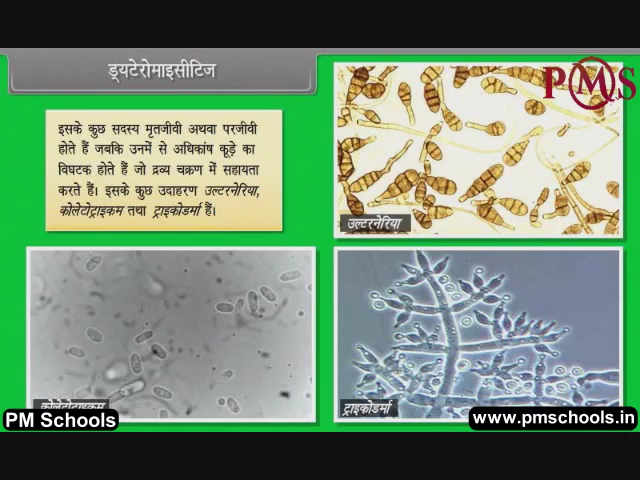 ड्यूटेरोमाइसीटिज
PMS
इसके कुछ सदस्य मृतजीवी अथवा परजीवी
होते हैं जबकि उनमें से अधिकांष कूड़े का
विघटक होते हैं जो द्रव्य चक्रण में सहायता
करते हैं। इसके कुछ उदाहरण उल्टरनेरिया,
कोलेटोट्राइकम तथा ट्राइकोडर्मा हैं।
उल्टरनेरिया
कोलेटोट्राइकम
ट्राइकोडर्मा
PM Schools
www.pmschools.in